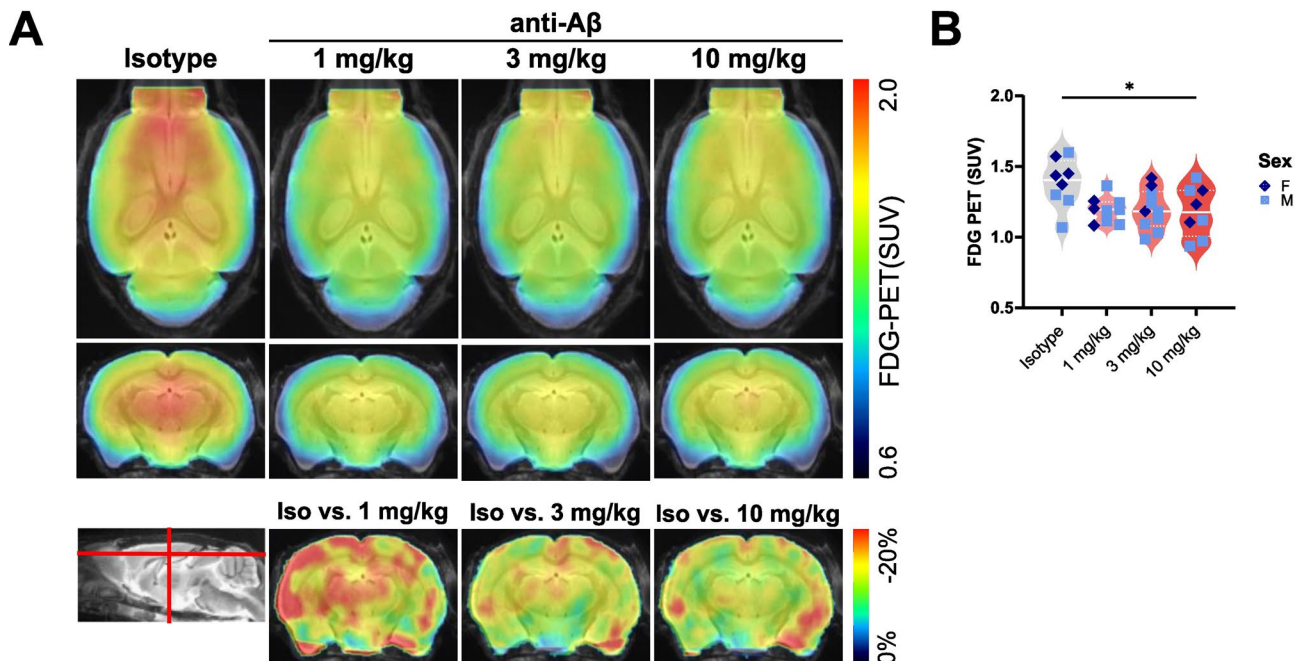 A
anti-Aβ
Isotype
1 mg/kg
3 mg/kg
10 mg/kg
2.0
FDG-PET(SUV)
0.6
Iso vs. 1 mg/kg
Iso vs. 3 mg/kg
Iso vs. 10 mg/kg
-20%
0%
B
*
2.0
1.5
1.0
0.5
FDG PET (SUV)
Isotype
1 mg/kg
3 mg/kg
10 mg/kg
Sex
F
M